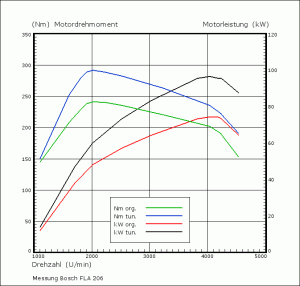 (Nm) Motordrehmoment Motorleistung (kW)
350 120
300 100
250 80
200
150 60
100 40
50 20
0 0
1000 2000 3000 4000 5000
Nm org.
Nm tun.
kW org.
kW tun.
Drehzahl (U/min)
Messung Bosch FLA 206